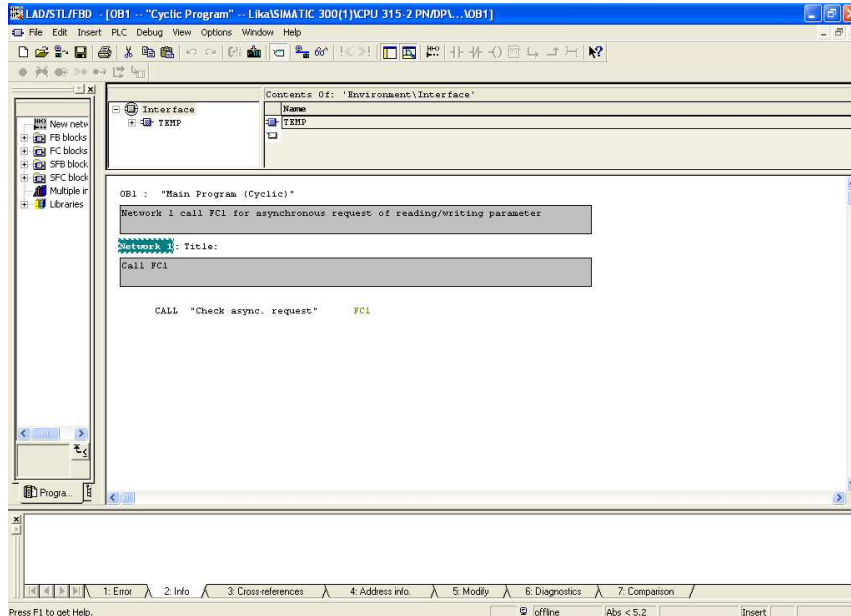 LAD/STL/FBD - [OB1 -- "Cyclic Program" -- Lika\SIMATIC 300(1)\CPU 315-2 PN/DP\...\OB1]
File Edit Insert PLC Debug View Options Window Help
Contents Of: 'Environment\Interface'
Interface
TEMP
Name
TEMP
New netw
FB blocks
FC blocks
SFB block
SFC block
Multiple in
Libraries
OB1 : "Main Program (Cyclic)"
Network 1 call FC1 for asynchronous request of reading/writing parameter
Network 1: Title:
Call FC1
CALL "Check async. request" FC1
Progra...
1: Error 2: Info 3: Cross-references 4: Address info. 5: Modify 6: Diagnostics 7: Comparison
Press F1 to get Help. offline Abs < 5.2 Insert